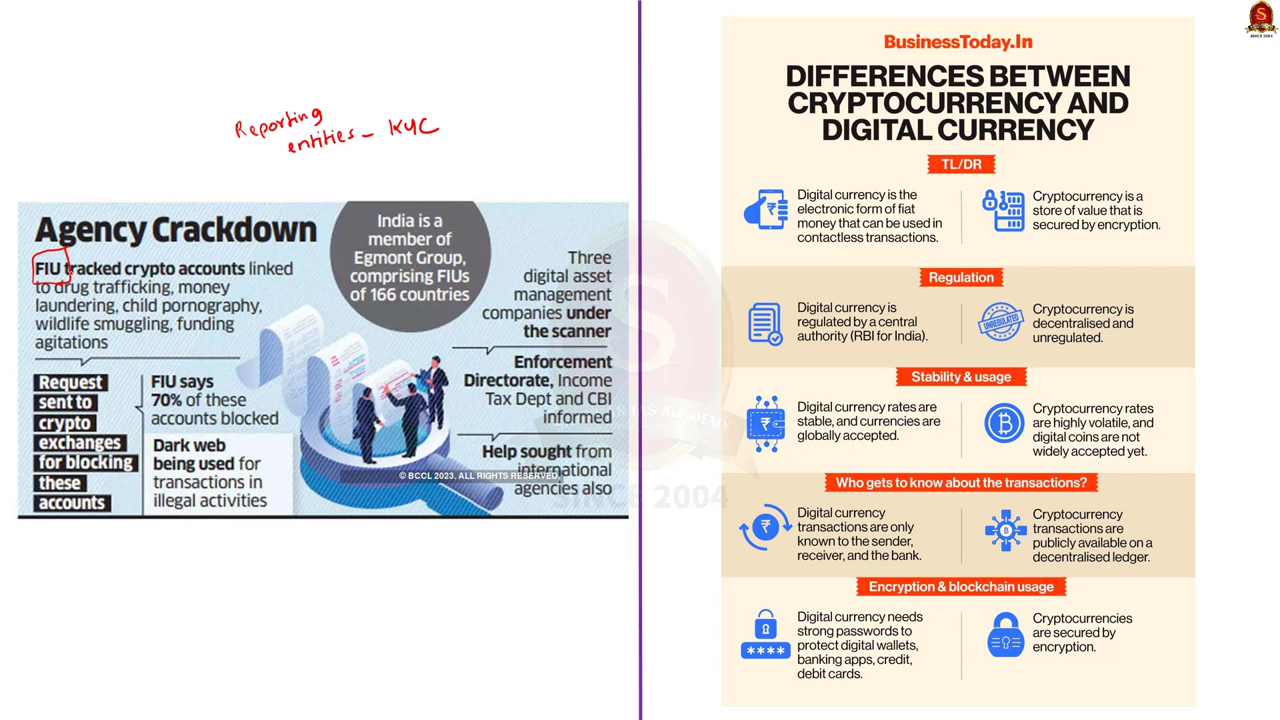 Reporting
entities – KYC
Agency Crackdown
FIU tracked crypto accounts linked
to drug trafficking, money
laundering, child pornography,
wildlife smuggling, funding
agitations
India is a
member of
Egmont Group,
comprising FIUs
of 166 countries
Three
digital asset
management
companies under
the scanner
Request
sent to
crypto
exchanges
for blocking
these
accounts
FIU says
70% of these
accounts blocked
Dark web
being used for
transactions in
illegal activities
Enforcement
Directorate, Income
Tax Dept and CBI
informed
Help sought from
international
agencies also
© BCCL 2023. ALL RIGHTS RESERVED.
SINCE 2004
BusinessToday.In
DIFFERENCES BETWEEN
CRYPTOCURRENCY AND
DIGITAL CURRENCY
TL/DR
Digital currency is the
electronic form of fiat
money that can be used in
contactless transactions.
Cryptocurrency is a
store of value that is
secured by encryption.
Regulation
Digital currency is
regulated by a central
authority (RBI for India).
UNREGULATED
Cryptocurrency is
decentralised and
unregulated.
Stability & usage
Digital currency rates are
stable, and currencies are
globally accepted.
Cryptocurrency rates
are highly volatile, and
digital coins are not
widely accepted yet.
Who gets to know about the transactions?
Digital currency
transactions are only
known to the sender,
receiver, and the bank.
Cryptocurrency
transactions are
publicly available on a
decentralised ledger.
Encryption & blockchain usage
Digital currency needs
strong passwords to
protect digital wallets,
banking apps, credit,
debit cards.
Cryptocurrencies
are secured by
encryption.
S
SINCE 2004